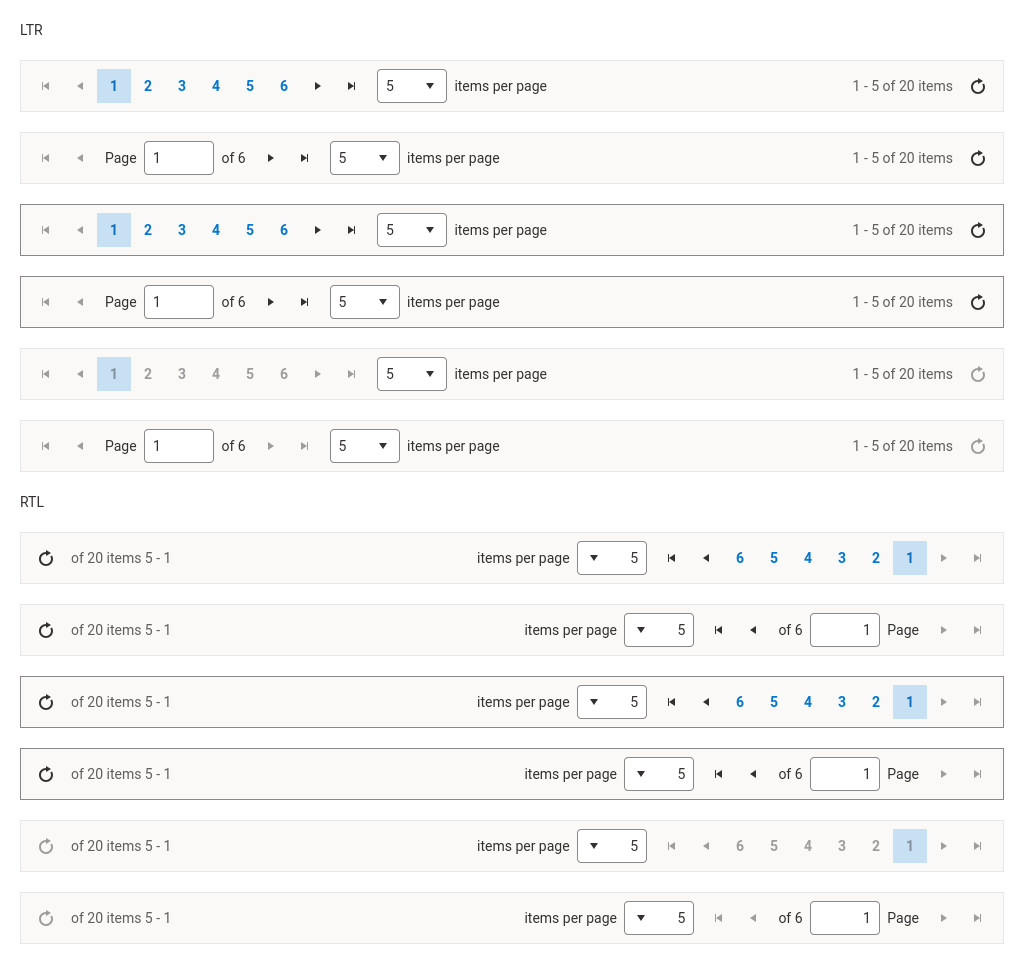 LTR
1 2 3 4 5 6 5 items per page 1 - 5 of 20 items
Page 1 of 6 5 items per page 1 - 5 of 20 items
1 2 3 4 5 6 5 items per page 1 - 5 of 20 items
Page 1 of 6 5 items per page 1 - 5 of 20 items
1 2 3 4 5 6 5 items per page 1 - 5 of 20 items
Page 1 of 6 5 items per page 1 - 5 of 20 items
RTL
of 20 items 5 - 1 items per page 5 6 5 4 3 2 1
of 20 items 5 - 1 items per page 5 of 6 1 Page
of 20 items 5 - 1 items per page 5 6 5 4 3 2 1
of 20 items 5 - 1 items per page 5 of 6 1 Page
of 20 items 5 - 1 items per page 5 6 5 4 3 2 1
of 20 items 5 - 1 items per page 5 of 6 1 Page